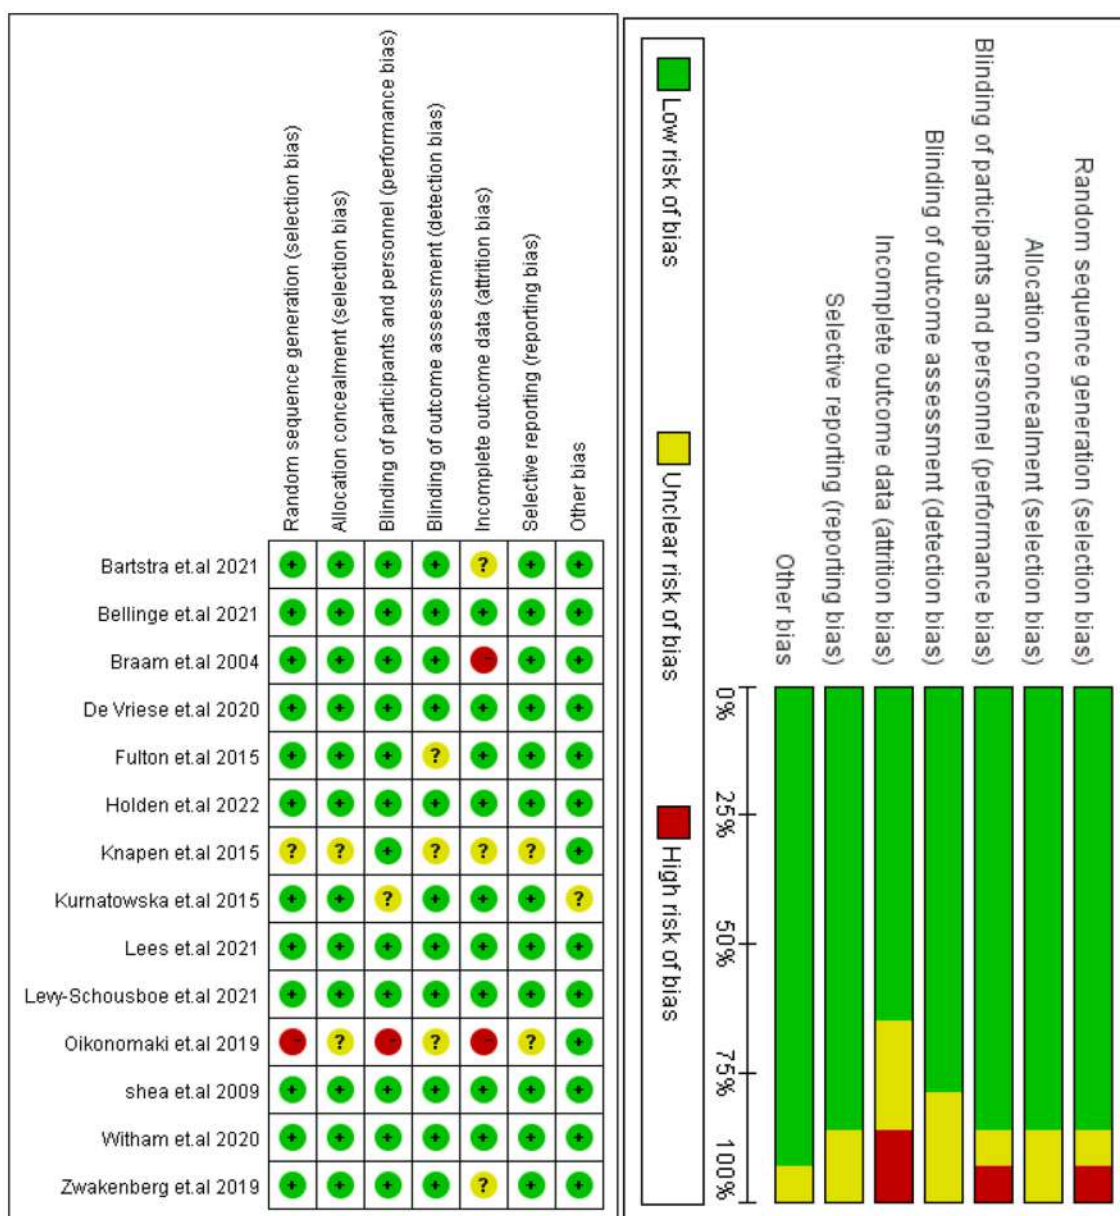 Random sequence generation (selection bias)
Allocation concealment (selection bias)
Blinding of participants and personnel (performance bias)
Blinding of outcome assessment (detection bias)
Incomplete outcome data (attrition bias)
Selective reporting (reporting bias)
Other bias
Bartstra et.al 2021 + + + + ? + +
Bellinge et.al 2021 + + + + + + +
Braam et.al 2004 + + + + - + +
De Vriese et.al 2020 + + + + + + +
Fulton et.al 2015 + + + ? + + +
Holden et.al 2022 + + + + + + +
Knapen et.al 2015 ? ? + ? ? ? +
Kurnatowska et.al 2015 + + ? + + + ?
Lees et.al 2021 + + + + + + +
Levy-Schousboe et.al 2021 + + + + + + +
Oikonomaki et.al 2019 - ? - ? - ? +
shea et.al 2009 + + + + + + +
Witham et.al 2020 + + + + + + +
Zwakenberg et.al 2019 + + + + ? + +
Random sequence generation (selection bias)
Allocation concealment (selection bias)
Blinding of participants and personnel (performance bias)
Blinding of outcome assessment (detection bias)
Incomplete outcome data (attrition bias)
Selective reporting (reporting bias)
Other bias
0% 25% 50% 75% 100%
Low risk of bias
Unclear risk of bias
High risk of bias